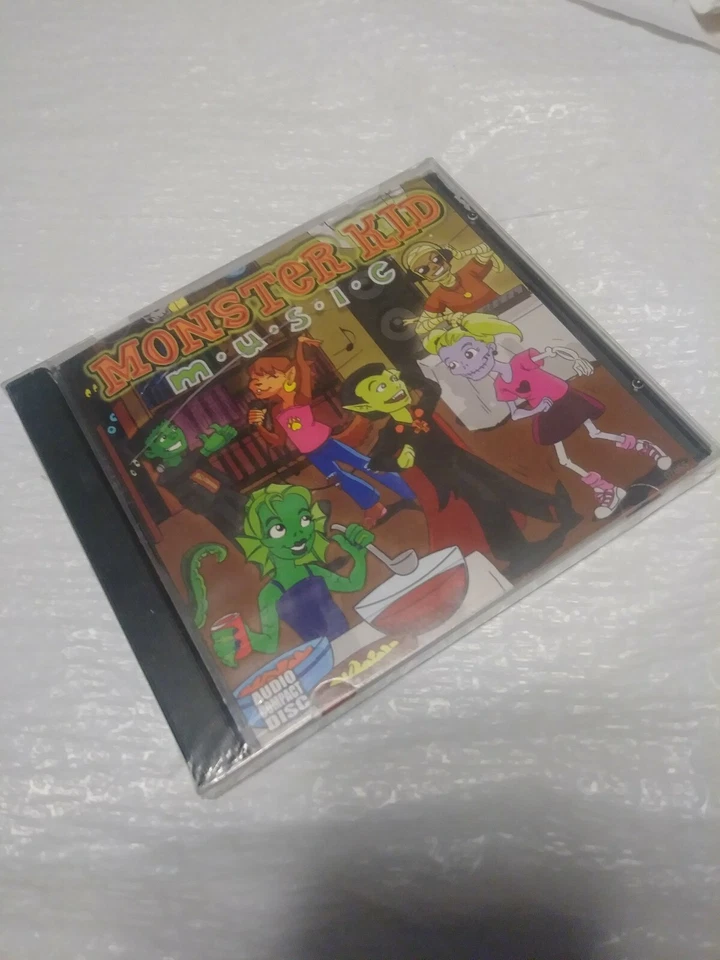 MONSTER KID
m·u·s·i·c
AUDIO
COMPACT
DISC